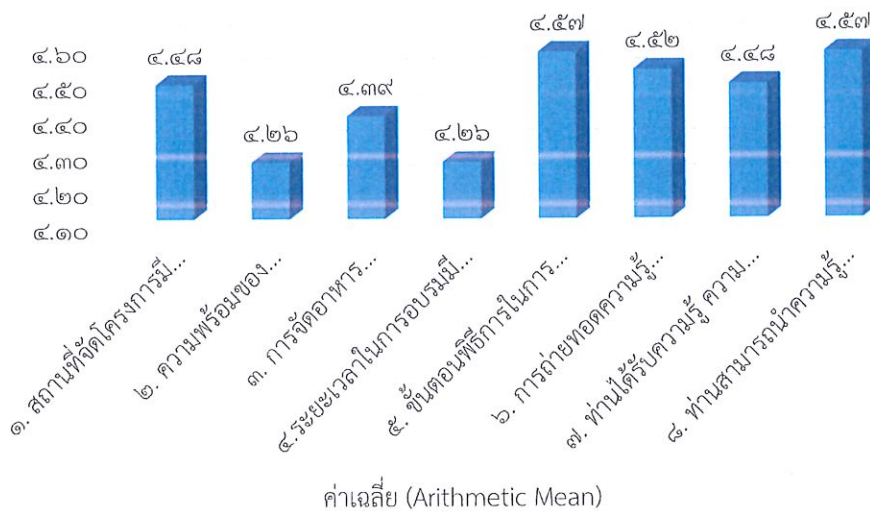 ๔.๖๐
๔.๕๐
๔.๔๐
๔.๓๐
๔.๒๐
๔.๑๐
๔.๔๘
๔.๒๖
๔.๓๙
๔.๒๖
๔.๕๗
๔.๕๒
๔.๔๘
๔.๕๗
๑. สถานที่จัดโครงการมี...
๒. ความพร้อมของ...
๓. การจัดอาหาร...
๔.ระยะเวลาในการอบรมมี...
๕. ขั้นตอนพิธีการในการ...
๖. การถ่ายทอดความรู้...
๗. ท่านได้รับความรู้ ความ...
๘. ท่านสามารถนำความรู้...
ค่าเฉลี่ย (Arithmetic Mean)